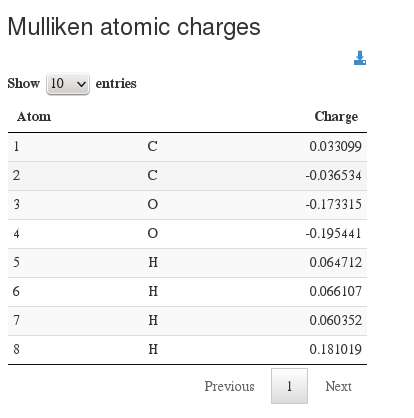 Mulliken atomic charges
Show 10 entries
Atom Charge
1 C 0.033099
2 C -0.036534
3 O -0.173315
4 O -0.195441
5 H 0.064712
6 H 0.066107
7 H 0.060352
8 H 0.181019
Previous 1 Next